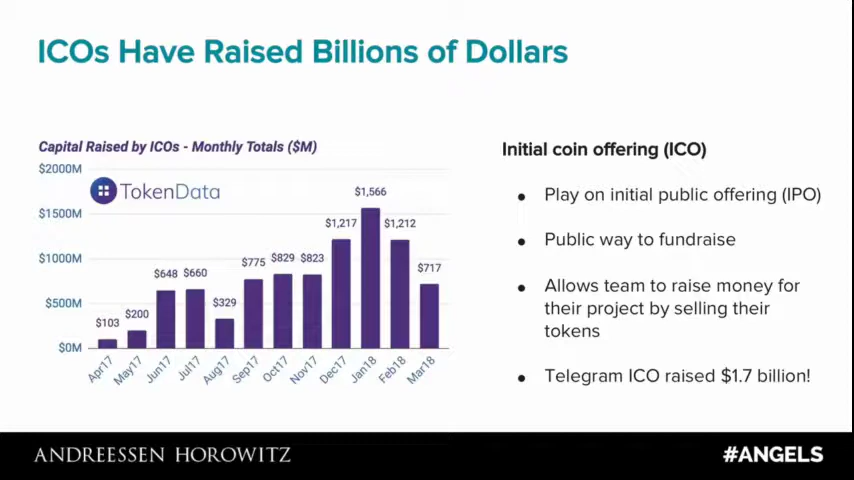 ICOs Have Raised Billions of Dollars
Capital Raised by ICOs - Monthly Totals ($M)
$2000M
TokenData
$1500M
$1000M
$500M
$0M
$103
$200
$648
$660
$329
$775
$829
$823
$1,217
$1,566
$1,212
$717
Apr17
May17
Jun17
Jul17
Aug17
Sep17
Oct17
Nov17
Dec17
Jan18
Feb18
Mar18
Initial coin offering (ICO)
● Play on initial public offering (IPO)
● Public way to fundraise
● Allows team to raise money for
their project by selling their
tokens
● Telegram ICO raised $1.7 billion!
ANDREESSEN HOROWITZ
#ANGELS